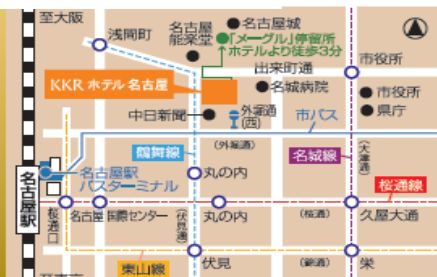 至大阪
浅間町
名古屋
能楽堂
名古屋城
「メーグル」停留所
ホテルより徒歩3分
出来町通
市役所
KKR ホテル 名古屋
名城病院
市役所
県庁
中日新聞
外堀通
(西)
市バス
鶴舞線
(外堀通)
名城線
(大津通)
名古屋駅
名古屋駅
バスターミナル
丸の内
桜通線
桜通口
名古屋
国際センター
(伏見通)
丸の内
(桜通)
久屋大通
東山線
伏見
(錦通)
栄
至東京